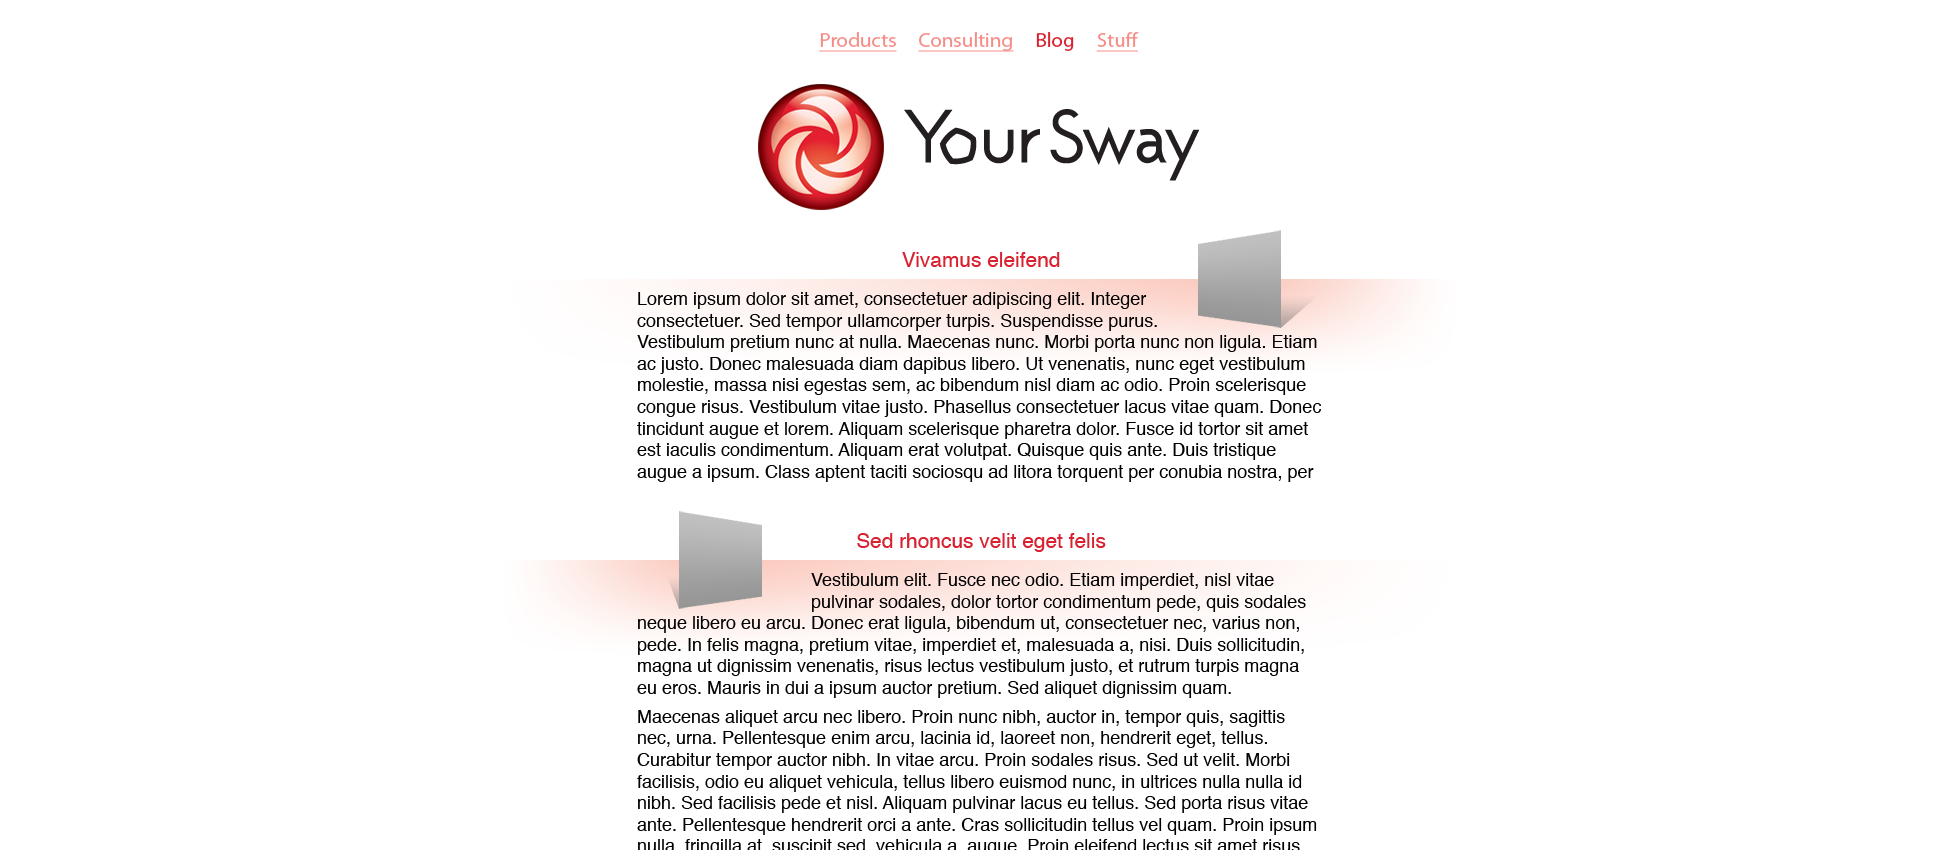 Products Consulting Blog Stuff
Your Sway
Vivamus eleifend
Lorem ipsum dolor sit amet, consectetuer adipiscing elit. Integer
consectetuer. Sed tempor ullamcorper turpis. Suspendisse purus.
Vestibulum pretium nunc at nulla. Maecenas nunc. Morbi porta nunc non ligula. Etiam
ac justo. Donec malesuada diam dapibus libero. Ut venenatis, nunc eget vestibulum
molestie, massa nisi egestas sem, ac bibendum nisl diam ac odio. Proin scelerisque
congue risus. Vestibulum vitae justo. Phasellus consectetuer lacus vitae quam. Donec
tincidunt augue et lorem. Aliquam scelerisque pharetra dolor. Fusce id tortor sit amet
est iaculis condimentum. Aliquam erat volutpat. Quisque quis ante. Duis tristique
augue a ipsum. Class aptent taciti sociosqu ad litora torquent per conubia nostra, per
Sed rhoncus velit eget felis
Vestibulum elit. Fusce nec odio. Etiam imperdiet, nisl vitae
pulvinar sodales, dolor tortor condimentum pede, quis sodales
neque libero eu arcu. Donec erat ligula, bibendum ut, consectetuer nec, varius non,
pede. In felis magna, pretium vitae, imperdiet et, malesuada a, nisi. Duis sollicitudin,
magna ut dignissim venenatis, risus lectus vestibulum justo, et rutrum turpis magna
eu eros. Mauris in dui a ipsum auctor pretium. Sed aliquet dignissim quam.
Maecenas aliquet arcu nec libero. Proin nunc nibh, auctor in, tempor quis, sagittis
nec, urna. Pellentesque enim arcu, lacinia id, laoreet non, hendrerit eget, tellus.
Curabitur tempor auctor nibh. In vitae arcu. Proin sodales risus. Sed ut velit. Morbi
facilisis, odio eu aliquet vehicula, tellus libero euismod nunc, in ultrices nulla nulla id
nibh. Sed facilisis pede et nisl. Aliquam pulvinar lacus eu tellus. Sed porta risus vitae
ante. Pellentesque hendrerit orci a ante. Cras sollicitudin tellus vel quam. Proin ipsum
nulla, fringilla at, suscipit sed, vehicula a, augue. Proin eleifend lectus sit amet risus